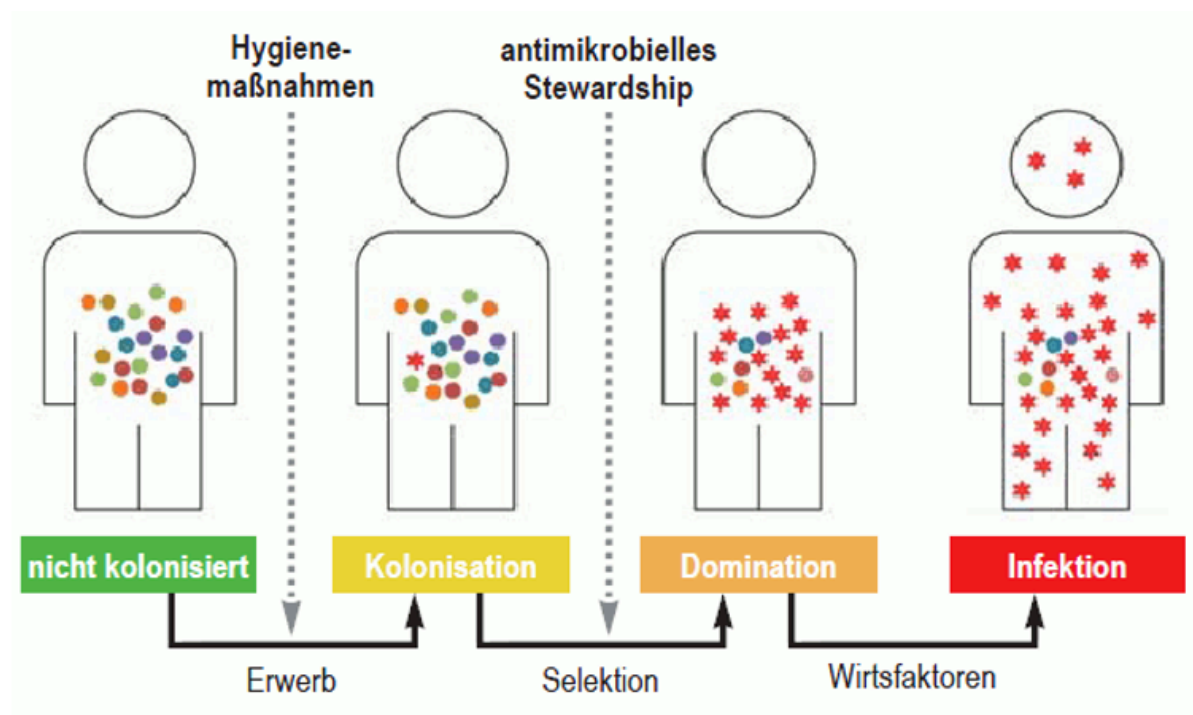 Hygiene-
maßnahmen
antimikrobielles
Stewardship
nicht kolonisiert
Kolonisation
Domination
Infektion
Erwerb
Selektion
Wirtsfaktoren